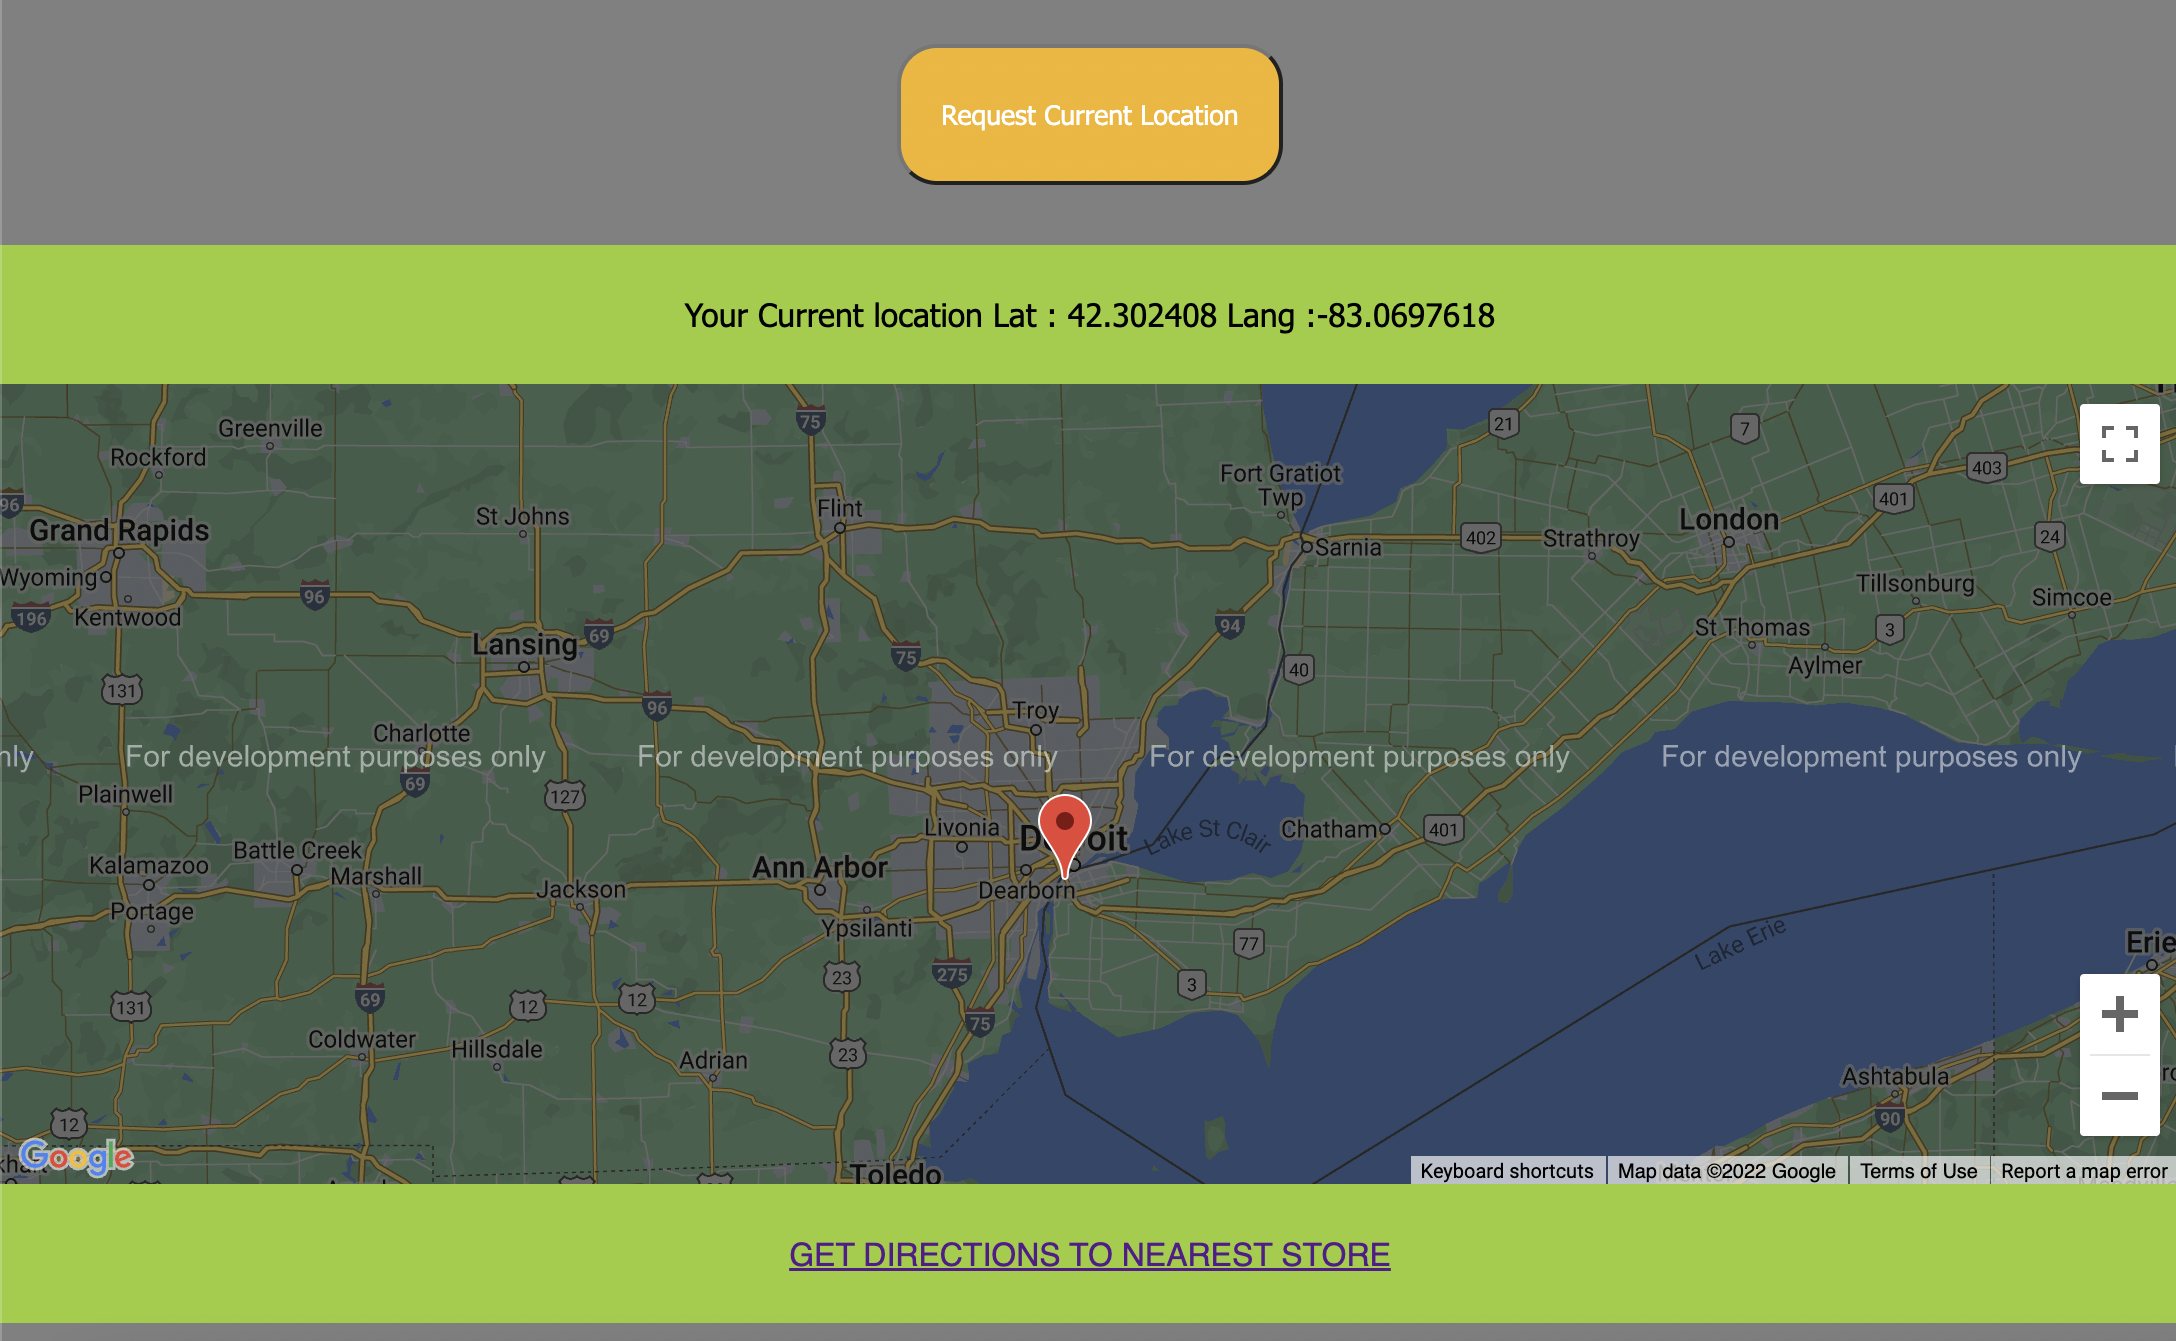 Request Current Location
Your Current location Lat : 42.302408 Lang :-83.0697618
75
21
7
Greenville
Rockford
403
Fort Gratiot
Twp
96
401
Flint
St Johns
London
Grand Rapids
402
Strathroy
24
Sarnia
Wyoming
Tillsonburg
96
Simcoe
196
Kentwood
94
St Thomas
3
69
Lansing
75
Aylmer
40
131
96
Troy
Charlotte
nly
For development purposes only
For development purposes only
For development purposes only
For development purposes only
69
Plainwell
127
Livonia
Chatham
401
Lake St Clair
Battle Creek
Kalamazoo
Ann Arbor
Marshall
Jackson
Dearborn
Portage
Ypsilanti
77
Lake Erie
Erie
23
275
3
69
12
12
131
75
Coldwater
Hillsdale
23
Adrian
Ashtabula
12
90
Google
Toledo
Keyboard shortcuts
Map data ©2022 Google
Terms of Use
Report a map error
GET DIRECTIONS TO NEAREST STORE